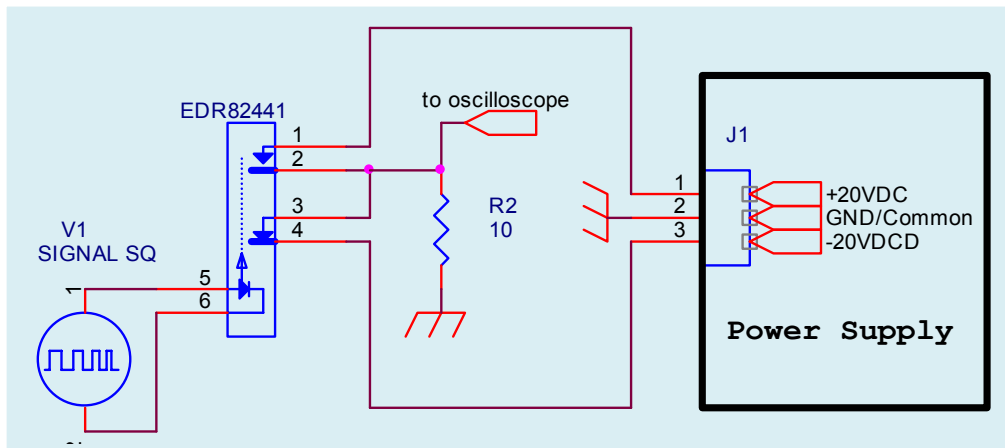 to oscilloscope
EDR82441
1
2
3
4
5
6
V1
SIGNAL SQ
1
R2
10
J1
1
2
3
+20VDC
GND/Common
-20VDCD
Power Supply